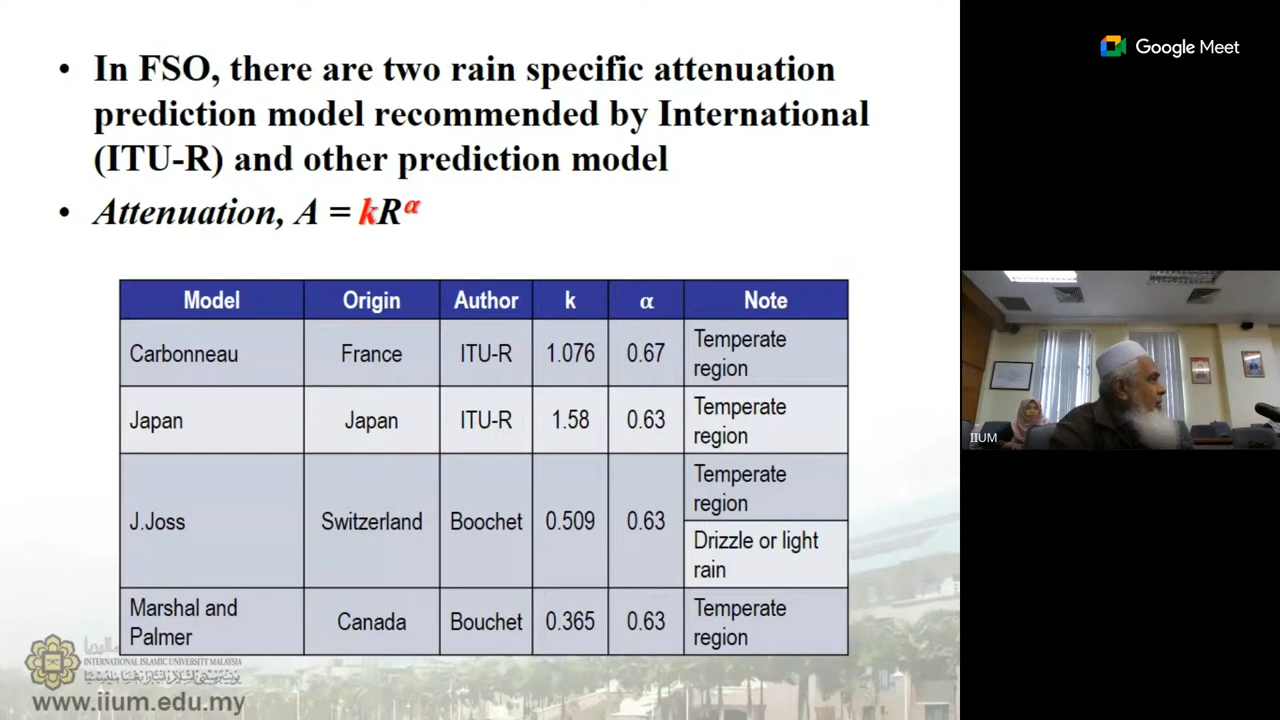 • In FSO, there are two rain specific attenuation
prediction model recommended by International
(ITU-R) and other prediction model
• Attenuation, A = kRᵅ
Model Origin Author k α Note
Carbonneau France ITU-R 1.076 0.67 Temperate
region
Japan Japan ITU-R 1.58 0.63 Temperate
region
J.Joss Switzerland Boochet 0.509 0.63 Temperate
region
Drizzle or light
rain
Marshal and
Palmer Canada Bouchet 0.365 0.63 Temperate
region
INTERNATIONAL ISLAMIC UNIVERSITY MALAYSIA
www.iium.edu.my
Google Meet
IIUM